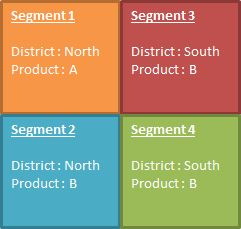 Segment 1
District : North
Product : A
Segment 3
District : South
Product : B
Segment 2
District : North
Product : B
Segment 4
District : South
Product : B